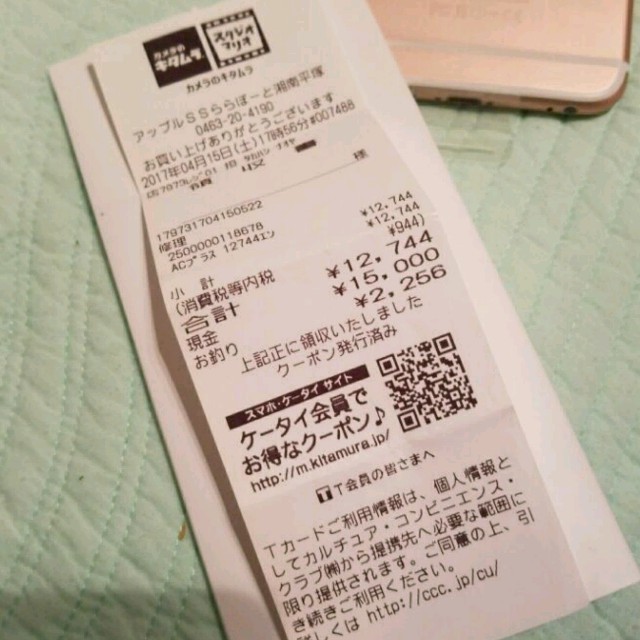 カメラの
キタムラ
スタジオ
マリオ
カメラのキタムラ
アップルSSららぽーと湘南平塚
0463-20-4190
お買い上げありがとうございます
2017年04月15日(土)17時56分#007488
様
179731704150522
修理 ¥12,744
2500000118678 ¥12,744
ACプラス 12744エン ¥944)
小 計 ¥12,744
(消費税等内税
合計 ¥12,744
現金 ¥15,000
お釣り ¥2,256
上記正に領収いたしました
クーポン発行済み
スマホ・ケータイ サイト
ケータイ会員で
お得なクーポン♪
http://m.kitamura.jp/
T会員の皆さまへ
Tカードご利用情報は、個人情報と
してカルチュア・コンビニエンス・
クラブ㈱から提携先へ必要な範囲に
限り提供されます。ご同意の上、引
き続きご利用ください。
詳しくは http://ccc.jp/cu/